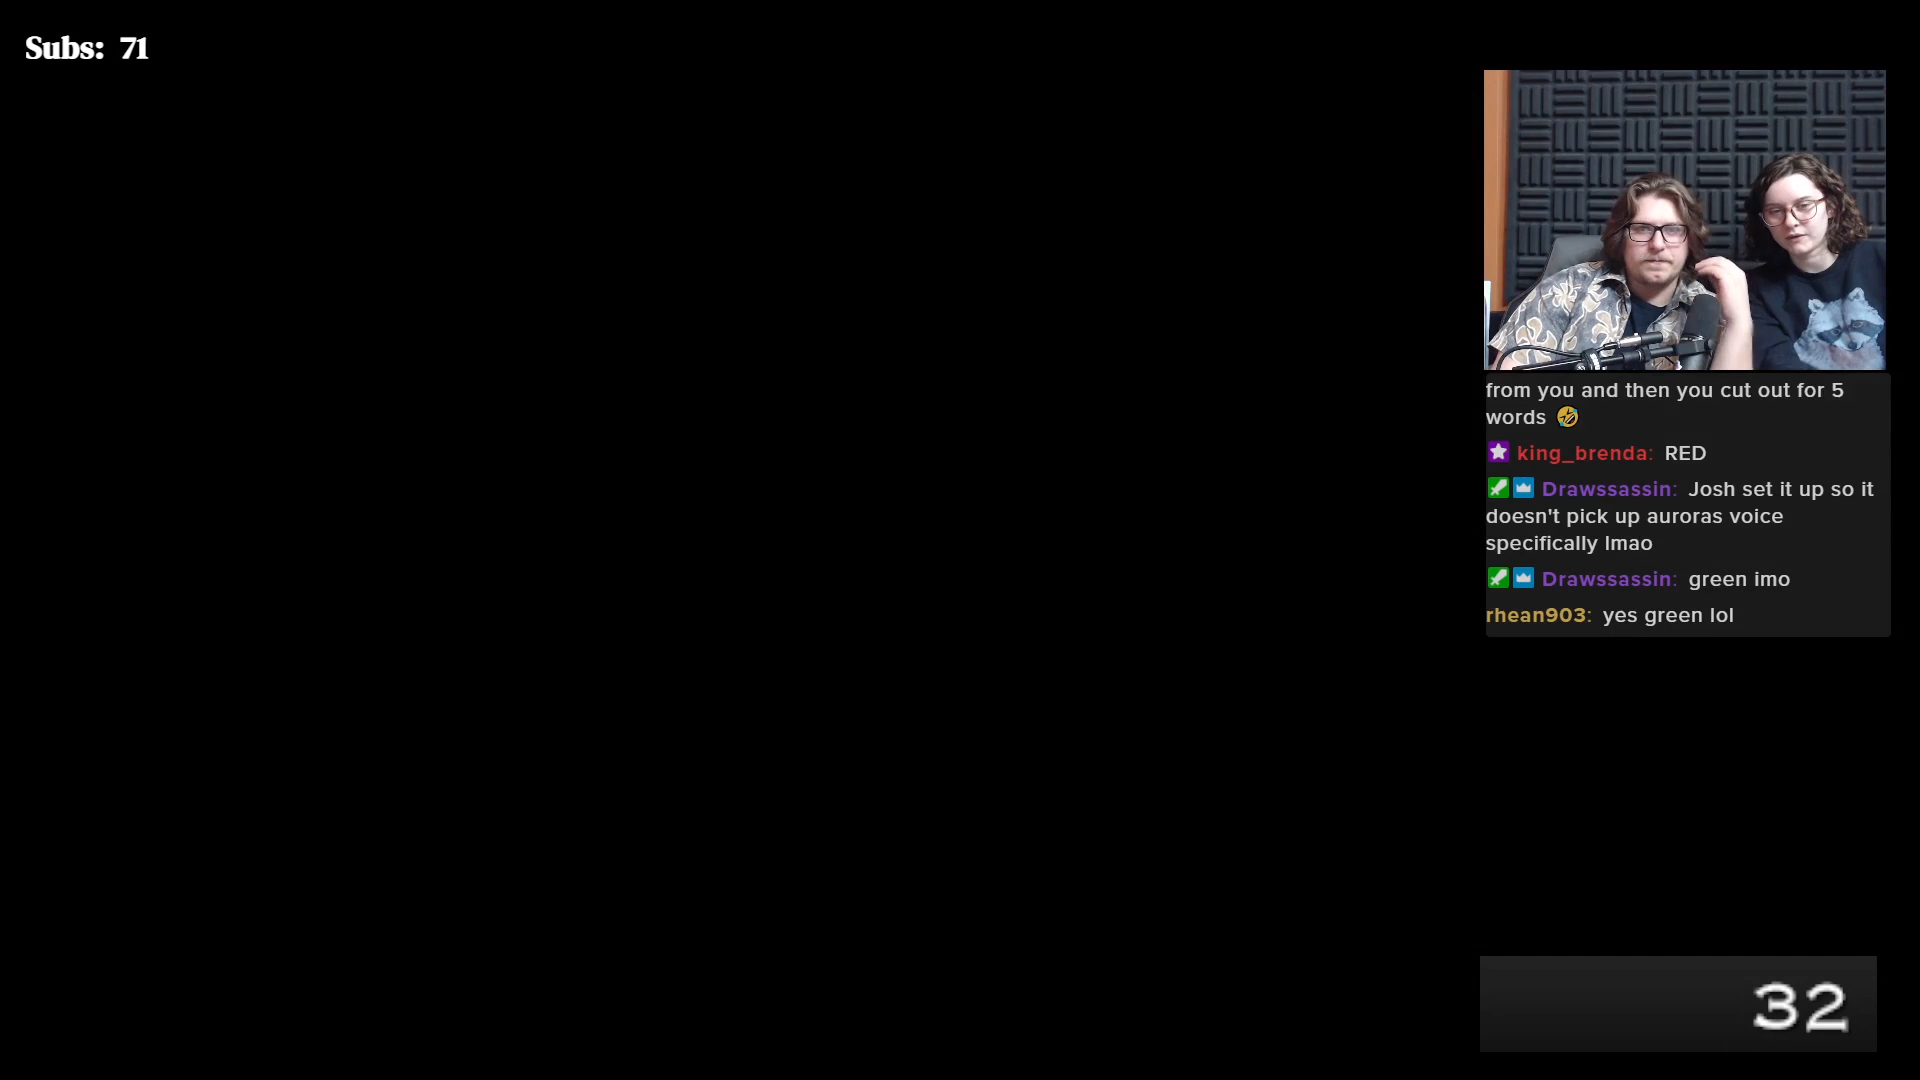 Subs: 71
from you and then you cut out for 5
words 🤣
king_brenda: RED
Drawssassin: Josh set it up so it
doesn't pick up auroras voice
specifically lmao
Drawssassin: green imo
rhean903: yes green lol
32